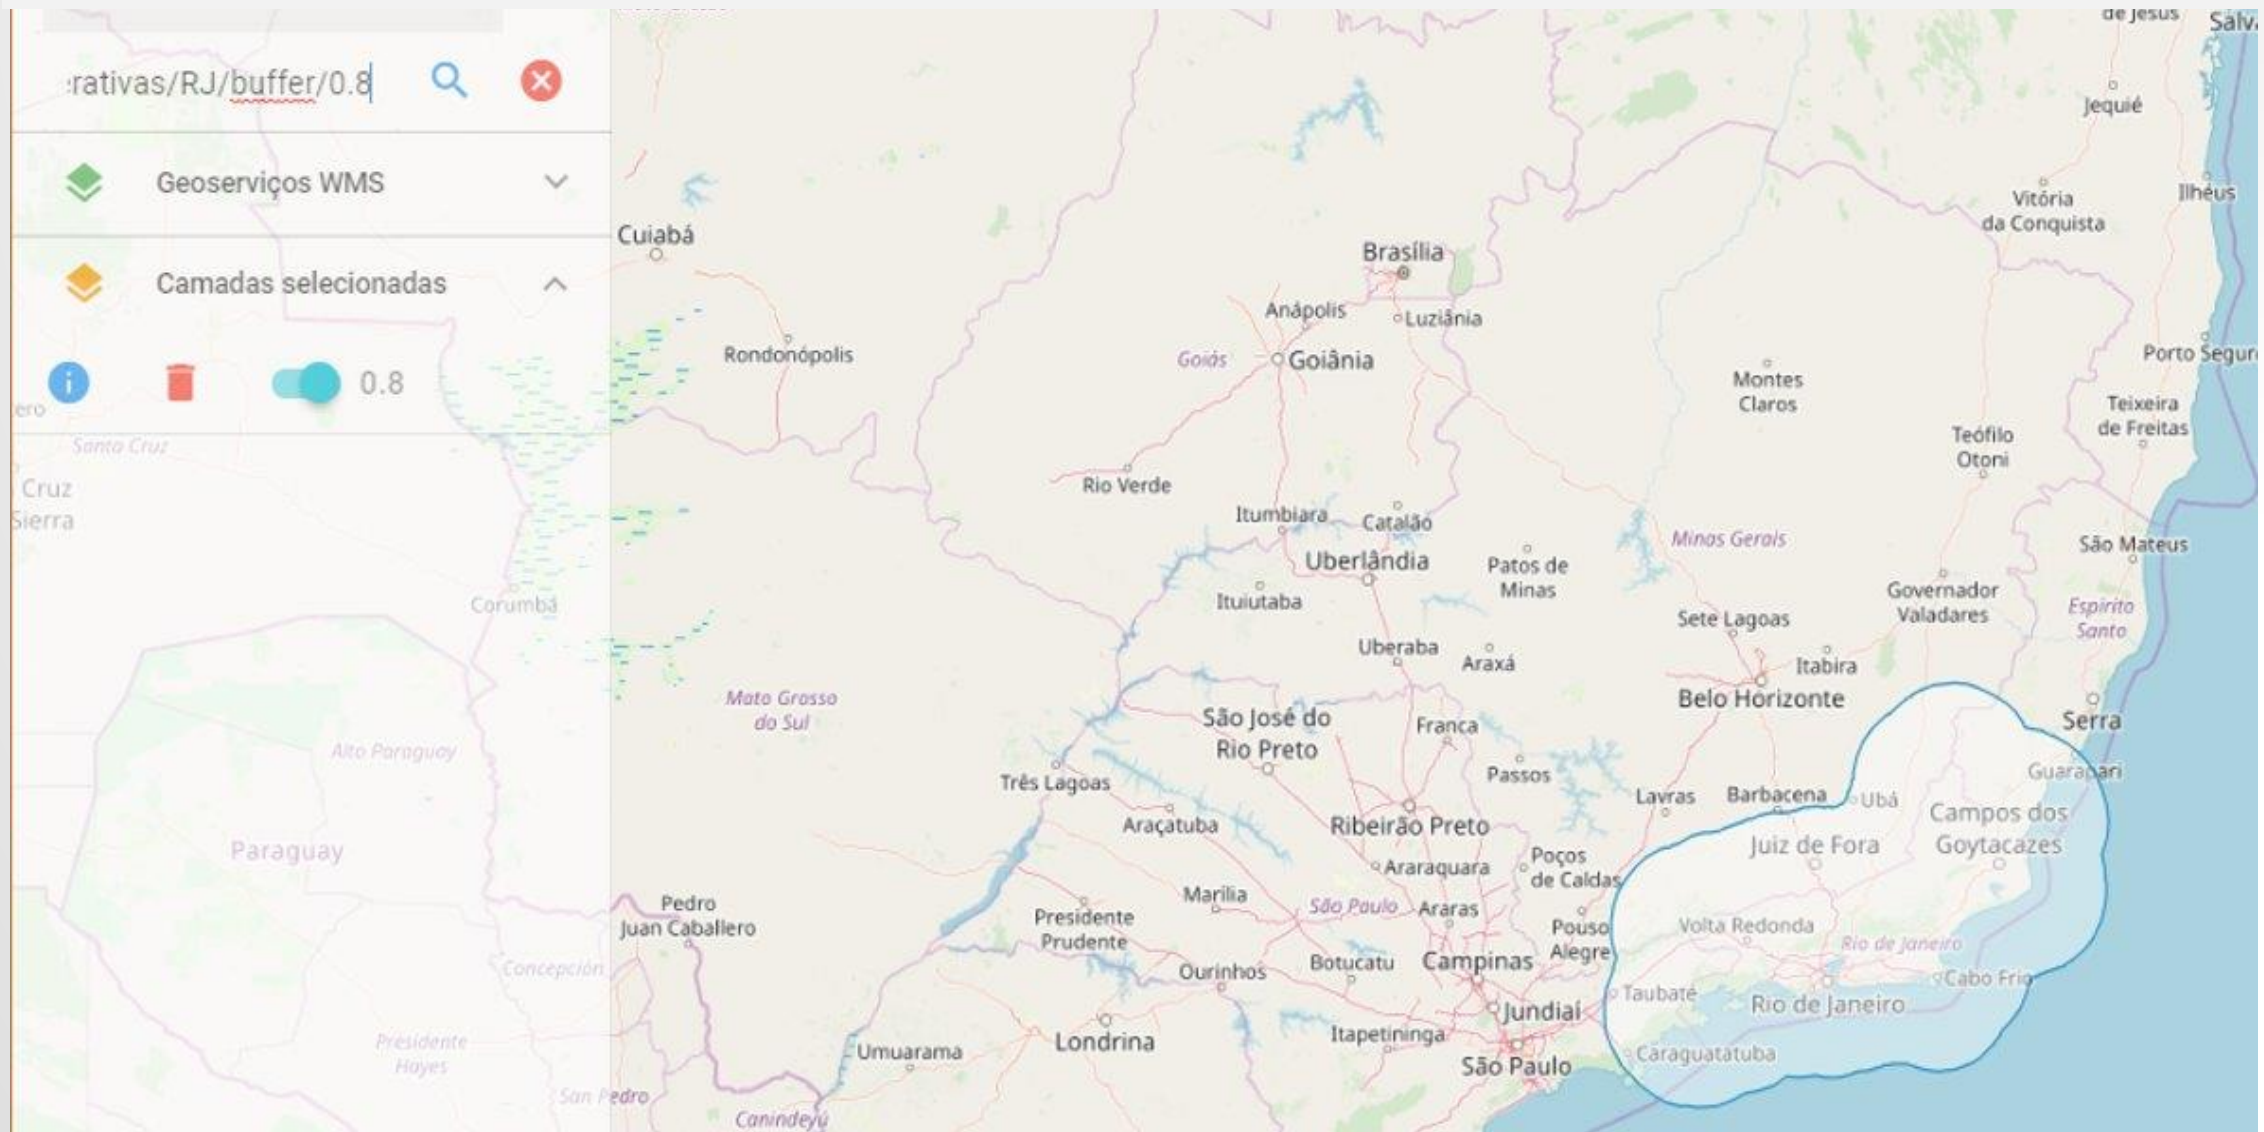 :rativas/RJ/buffer/0.8
Geoserviços WMS
Camadas selecionadas
0.8
ero
Santa Cruz
Cruz
Sierra
Corumbá
Alto Paraguay
Paraguay
Concepción
Presidente
Hayes
San Pedro
Canindeyú
Pedro
Juan Caballero
de Jesus
Salv
Jequié
Ilhéus
Vitória
da Conquista
Cuiabá
Brasília
Anápolis
Luziânia
Rondonópolis
Goiás
Goiânia
Porto Segur
Montes
Claros
Teixeira
de Freitas
Teófilo
Otoni
Rio Verde
Itumbiara
Catalão
Minas Gerais
São Mateus
Uberlândia
Patos de
Minas
Ituiutaba
Governador
Valadares
Espírito
Santo
Sete Lagoas
Uberaba
Araxá
Itabira
Belo Horizonte
Mato Grosso
do Sul
São José do
Rio Preto
Franca
Serra
Passos
Guarapari
Três Lagoas
Lavras
Barbacena
Ubá
Araçatuba
Ribeirão Preto
Campos dos
Goytacazes
Juiz de Fora
Araraquara
Poços
de Caldas
Marília
São Paulo
Araras
Presidente
Prudente
Pouso
Alegre
Volta Redonda
Rio de Janeiro
Ourinhos
Botucatu
Campinas
Cabo Frio
Taubaté
Rio de Janeiro
Jundiaí
Londrina
Itapetininga
Umuarama
São Paulo
Caraguatatuba